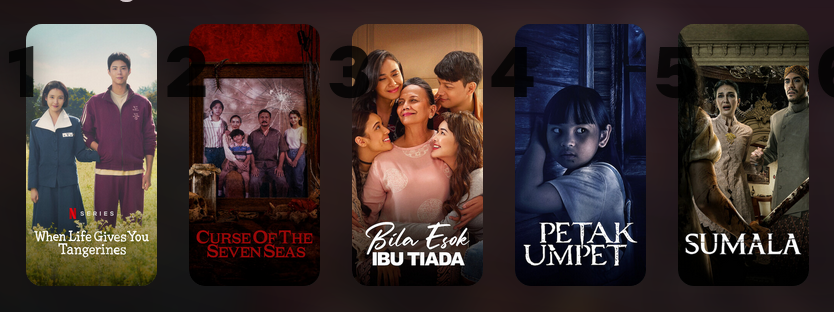 1
N SERIES
When Life Gives You
Tangerines
2
CURSE OF THE
SEVEN SEAS
3
Bila Esok
IBU TIADA
4
PETAK
UMPET
5
SUMALA